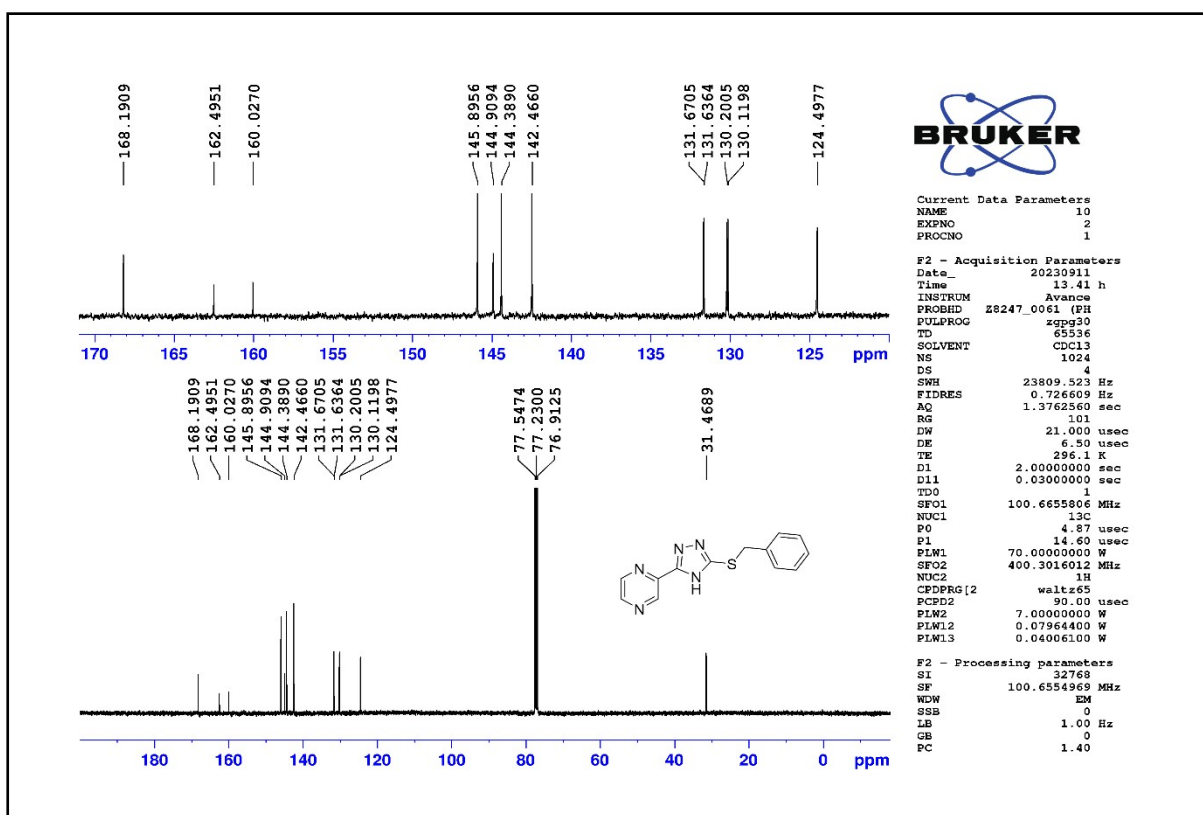 168.1909
162.4951
160.0270
145.8956
144.9094
144.3890
142.4660
131.6705
131.6364
130.2005
130.1198
124.4977
170 165 160 155 150 145 140 135 130 125 ppm
168.1909
162.4951
160.0270
145.8956
144.9094
144.3890
142.4660
131.6705
131.6364
130.2005
130.1198
124.4977
77.5474
77.2300
76.9125
31.4689
N N
N
H
S
N
N
180 160 140 120 100 80 60 40 20 0 ppm
BRUKER
Current Data Parameters
NAME 10
EXPNO 2
PROCNO 1
F2 - Acquisition Parameters
Date_ 20230911
Time 13.41 h
INSTRUM Avance
PROBHD Z8247_0061 (PH
PULPROG zgpg30
TD 65536
SOLVENT CDCl3
NS 1024
DS 4
SWH 23809.523 Hz
FIDRES 0.726609 Hz
AQ 1.3762560 sec
RG 101
DW 21.000 usec
DE 6.50 usec
TE 296.1 K
D1 2.00000000 sec
D11 0.03000000 sec
TD0 1
SFO1 100.6655806 MHz
NUC1 13C
P0 4.87 usec
P1 14.60 usec
PLW1 70.00000000 W
SFO2 400.3016012 MHz
NUC2 1H
CPDPRG[2 waltz65
PCPD2 90.00 usec
PLW2 7.00000000 W
PLW12 0.07964400 W
PLW13 0.04006100 W
F2 - Processing parameters
SI 32768
SF 100.6554969 MHz
WDW EM
SSB 0
LB 1.00 Hz
GB 0
PC 1.40